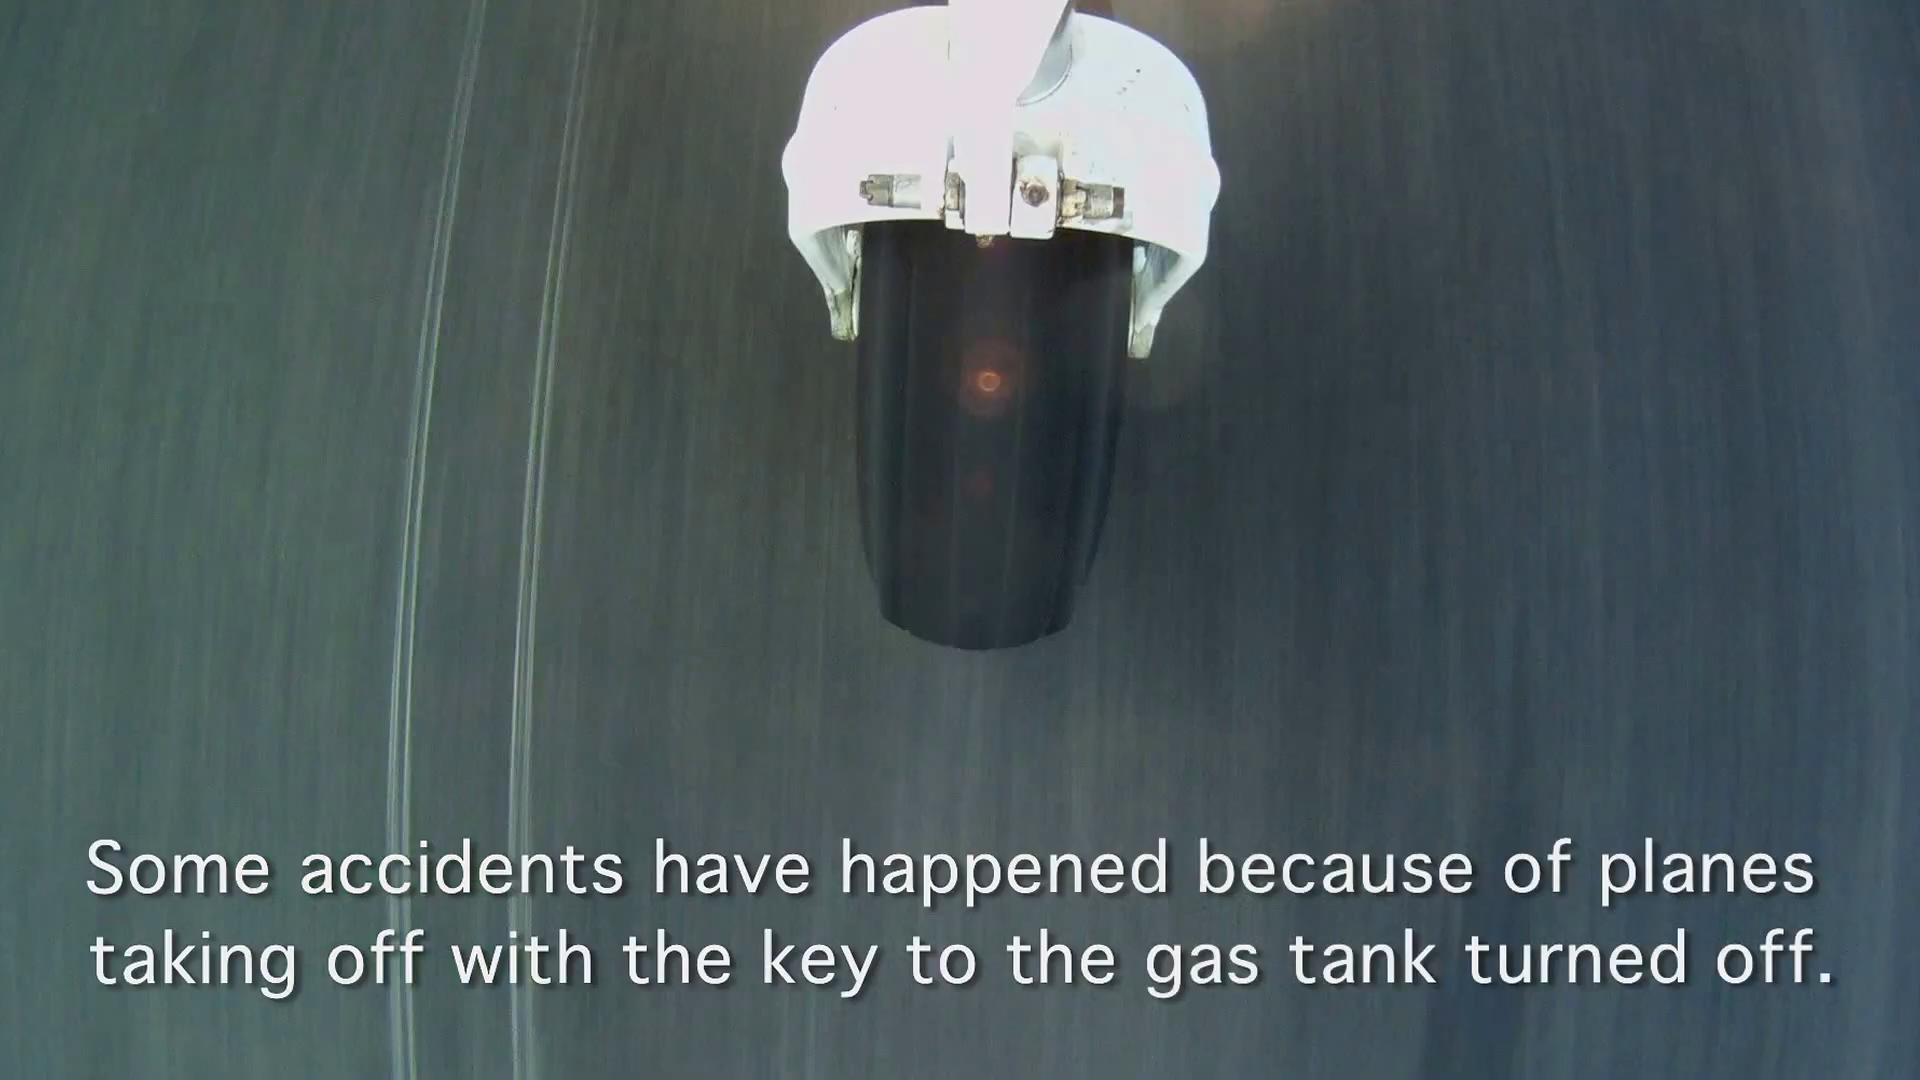 Some accidents have happened because of planes
taking off with the key to the gas tank turned off.